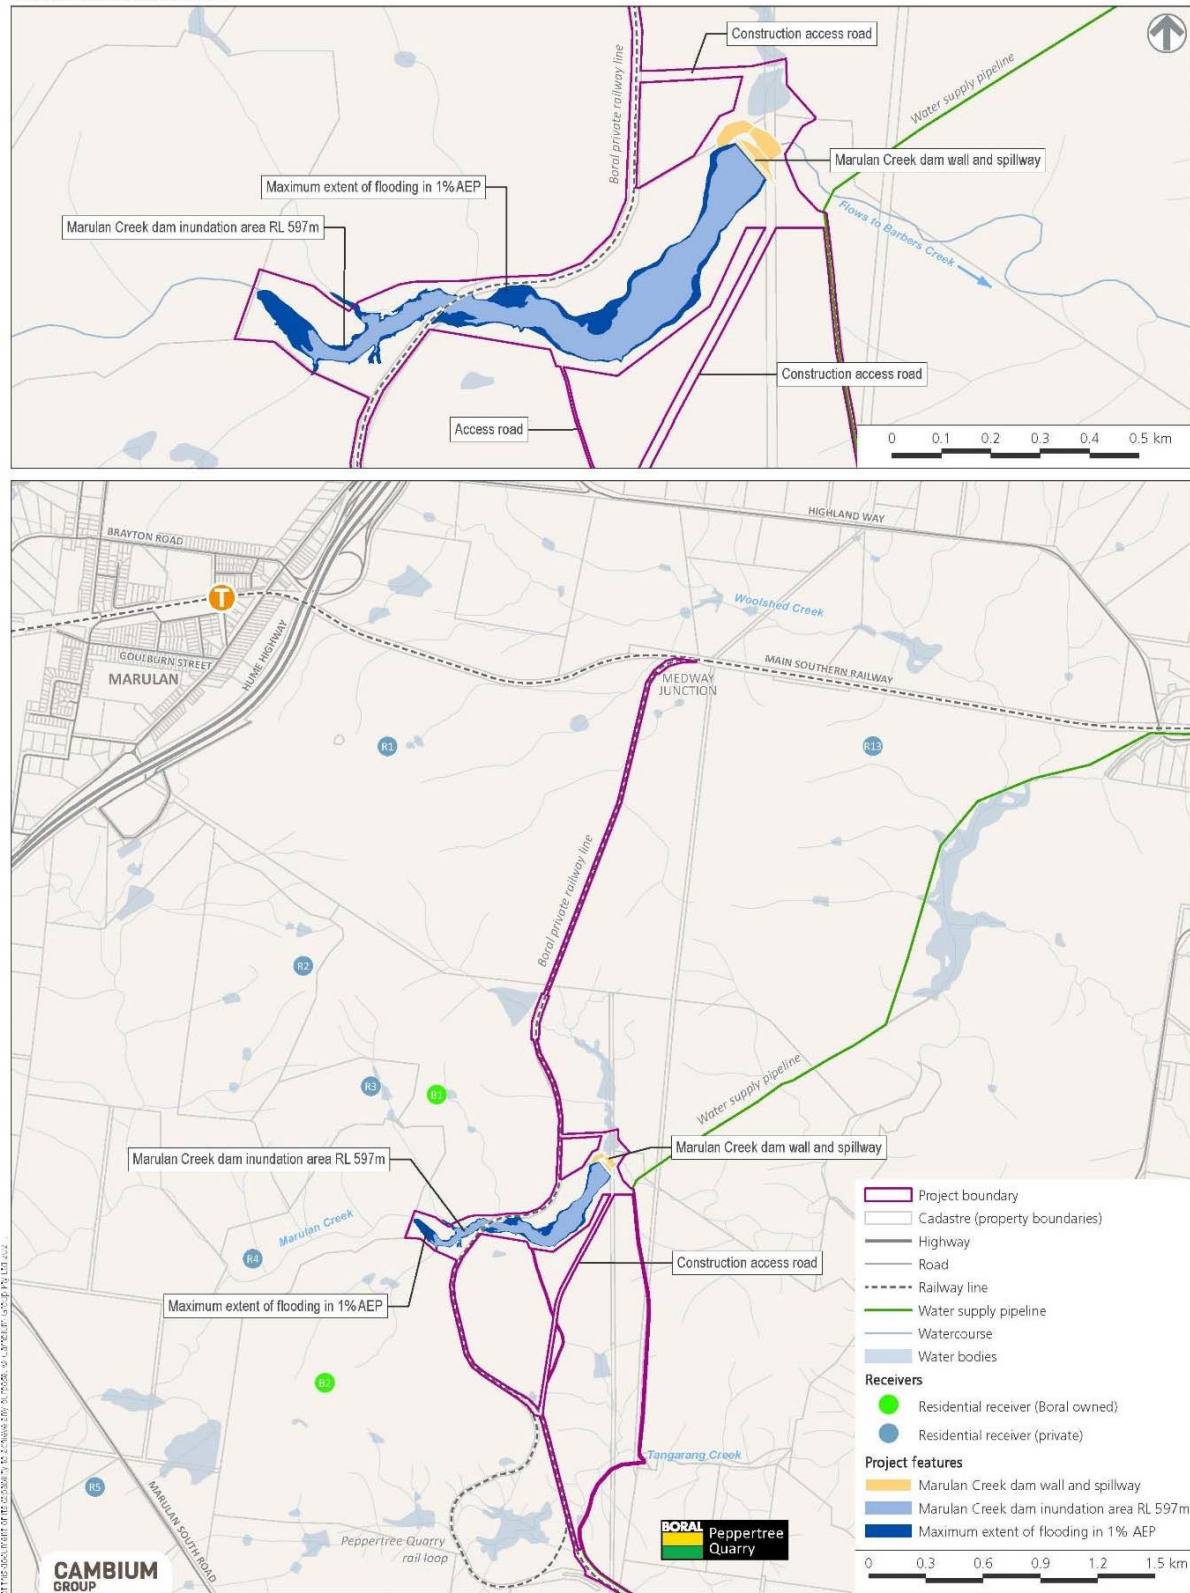 Construction access road
Boral private railway line
Water supply pipeline
Marulan Creek dam wall and spillway
Maximum extent of flooding in 1% AEP
Marulan Creek dam inundation area RL 597m
Flows to Barbers Creek
Construction access road
Access road
0 0.1 0.2 0.3 0.4 0.5 km
HIGHLAND WAY
BRAYTON ROAD
T
Woolshed Creek
GOULBURN STREET
HUME HIGHWAY
MARULAN
MAIN SOUTHERN RAILWAY
MEDWAY
JUNCTION
R1
R13
Boral private railway line
R2
Water supply pipeline
R3
B1
Marulan Creek dam wall and spillway
Marulan Creek dam inundation area RL 597m
Marulan Creek
R4
Construction access road
Maximum extent of flooding in 1% AEP
B2
Tangarang Creek
R5
MARULAN SOUTH ROAD
Peppertree Quarry
rail loop
BORAL
Peppertree
Quarry
CAMBIUM
GROUP
Project boundary
Cadastre (property boundaries)
Highway
Road
Railway line
Water supply pipeline
Watercourse
Water bodies
Receivers
Residential receiver (Boral owned)
Residential receiver (private)
Project features
Marulan Creek dam wall and spillway
Marulan Creek dam inundation area RL 597m
Maximum extent of flooding in 1% AEP
0 0.3 0.6 0.9 1.2 1.5 km